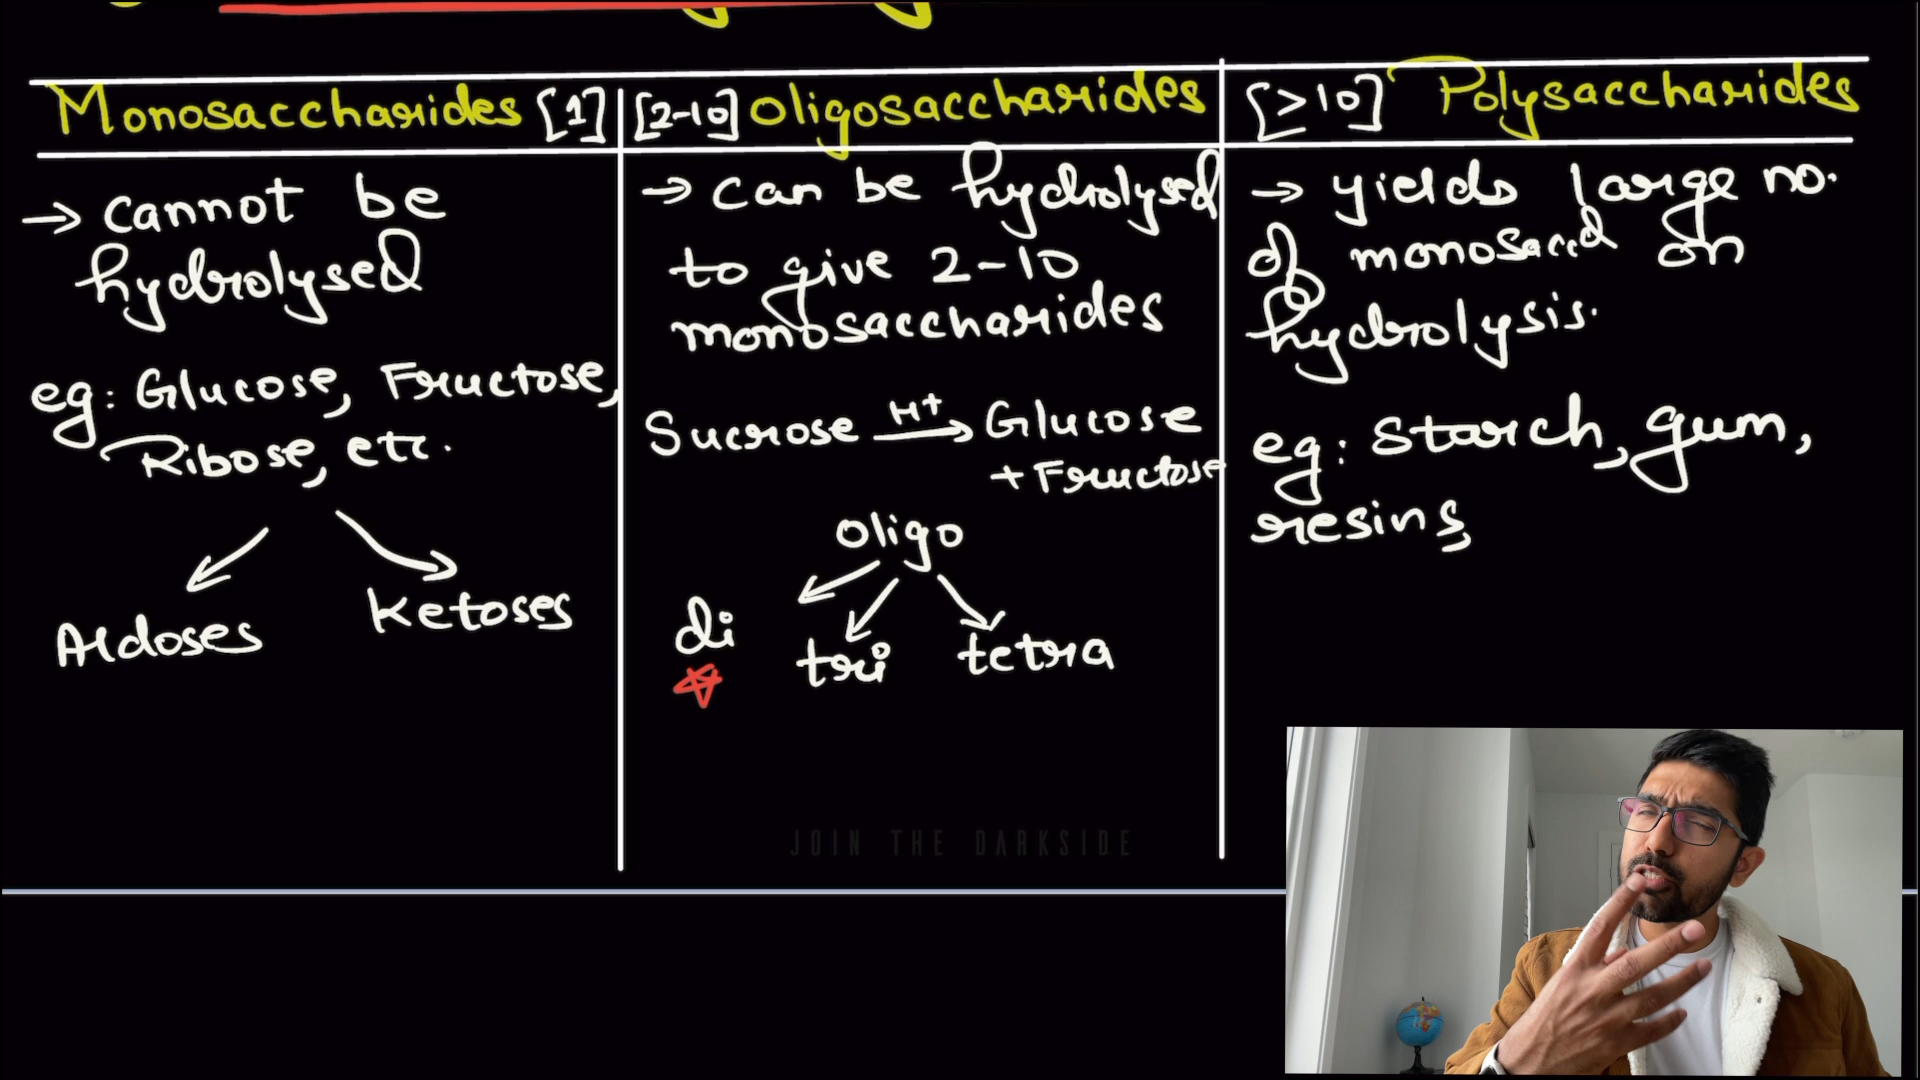 Monosaccharides [1]
[2-10] Oligosaccharides
[>10] Polysaccharides
→ cannot be
hydrolysed
eg: Glucose, Fructose,
Ribose, etc.
Aldoses
Ketoses
→ can be hydrolysed
to give 2-10
monosaccharides
Sucrose H+→ Glucose
+ Fructose
oligo
di
tri
tetra
→ yields large no.
of monosaccd on
hydrolysis.
eg: Starch, gum,
resins,
JOIN THE DARKSIDE